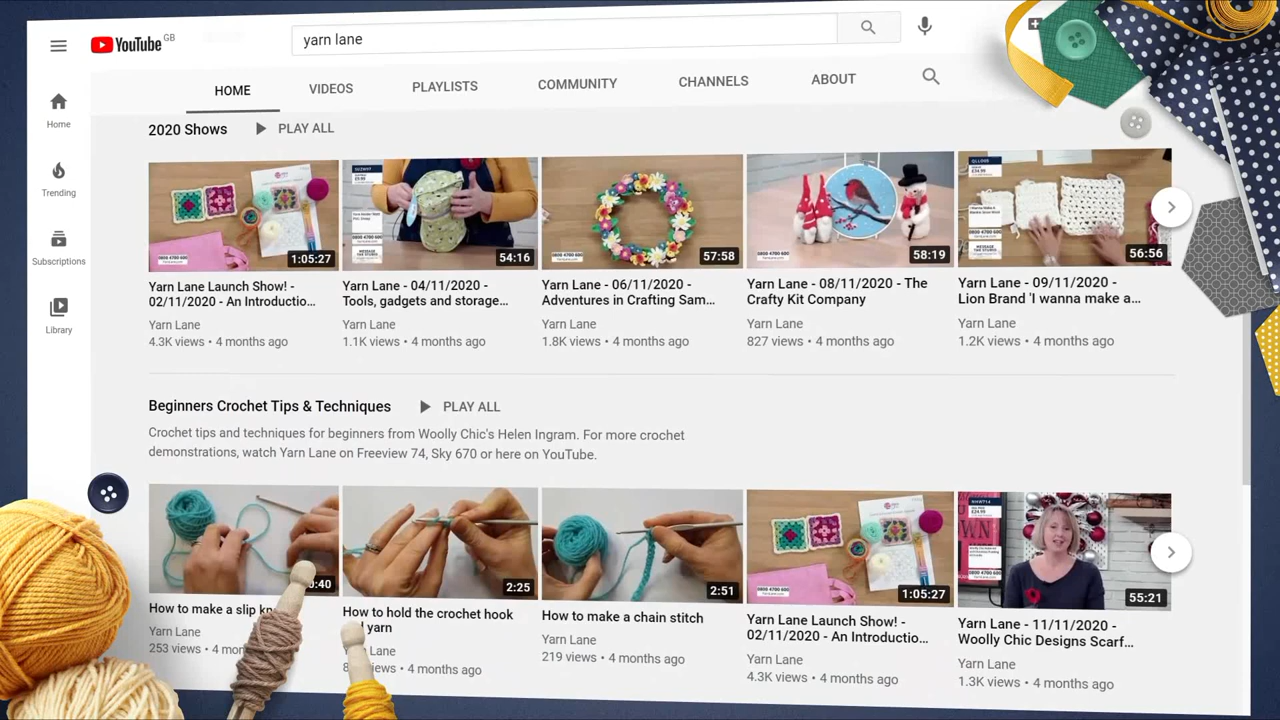 YouTube GB
yarn lane
HOME VIDEOS PLAYLISTS COMMUNITY CHANNELS ABOUT
Home
Trending
Subscriptions
Library
2020 Shows PLAY ALL
1:05:27
54:16
57:58
58:19
56:56
Yarn Lane Launch Show! -
02/11/2020 - An Introductio...
Yarn Lane
4.3K views • 4 months ago
Yarn Lane - 04/11/2020 -
Tools, gadgets and storage...
Yarn Lane
1.1K views • 4 months ago
Yarn Lane - 06/11/2020 -
Adventures in Crafting Sam...
Yarn Lane
1.8K views • 4 months ago
Yarn Lane - 08/11/2020 - The
Crafty Kit Company
Yarn Lane
827 views • 4 months ago
Yarn Lane - 09/11/2020 -
Lion Brand 'I wanna make a...
Yarn Lane
1.2K views • 4 months ago
Beginners Crochet Tips & Techniques PLAY ALL
Crochet tips and techniques for beginners from Woolly Chic's Helen Ingram. For more crochet
demonstrations, watch Yarn Lane on Freeview 74, Sky 670 or here on YouTube.
:40
2:25
2:51
1:05:27
55:21
How to make a slip
Yarn Lane
253 views • 4
How to hold the crochet hook
yarn
Lane
4 months ago
How to make a chain stitch
Yarn Lane
219 views • 4 months ago
Yarn Lane Launch Show! -
02/11/2020 - An Introductio...
Yarn Lane
4.3K views • 4 months ago
Yarn Lane - 11/11/2020 -
Woolly Chic Designs Scarf...
Yarn Lane
1.3K views • 4 months ago